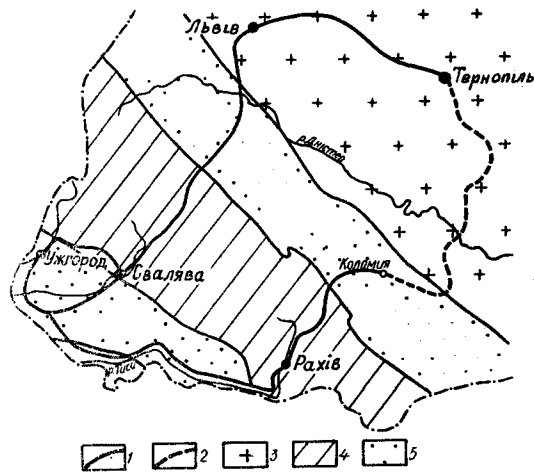 Львів
Тернопіль
р.Дністер
Ужгород
Свалява
Коломия
р.Тиса
Рахів
1 2 3 4 5